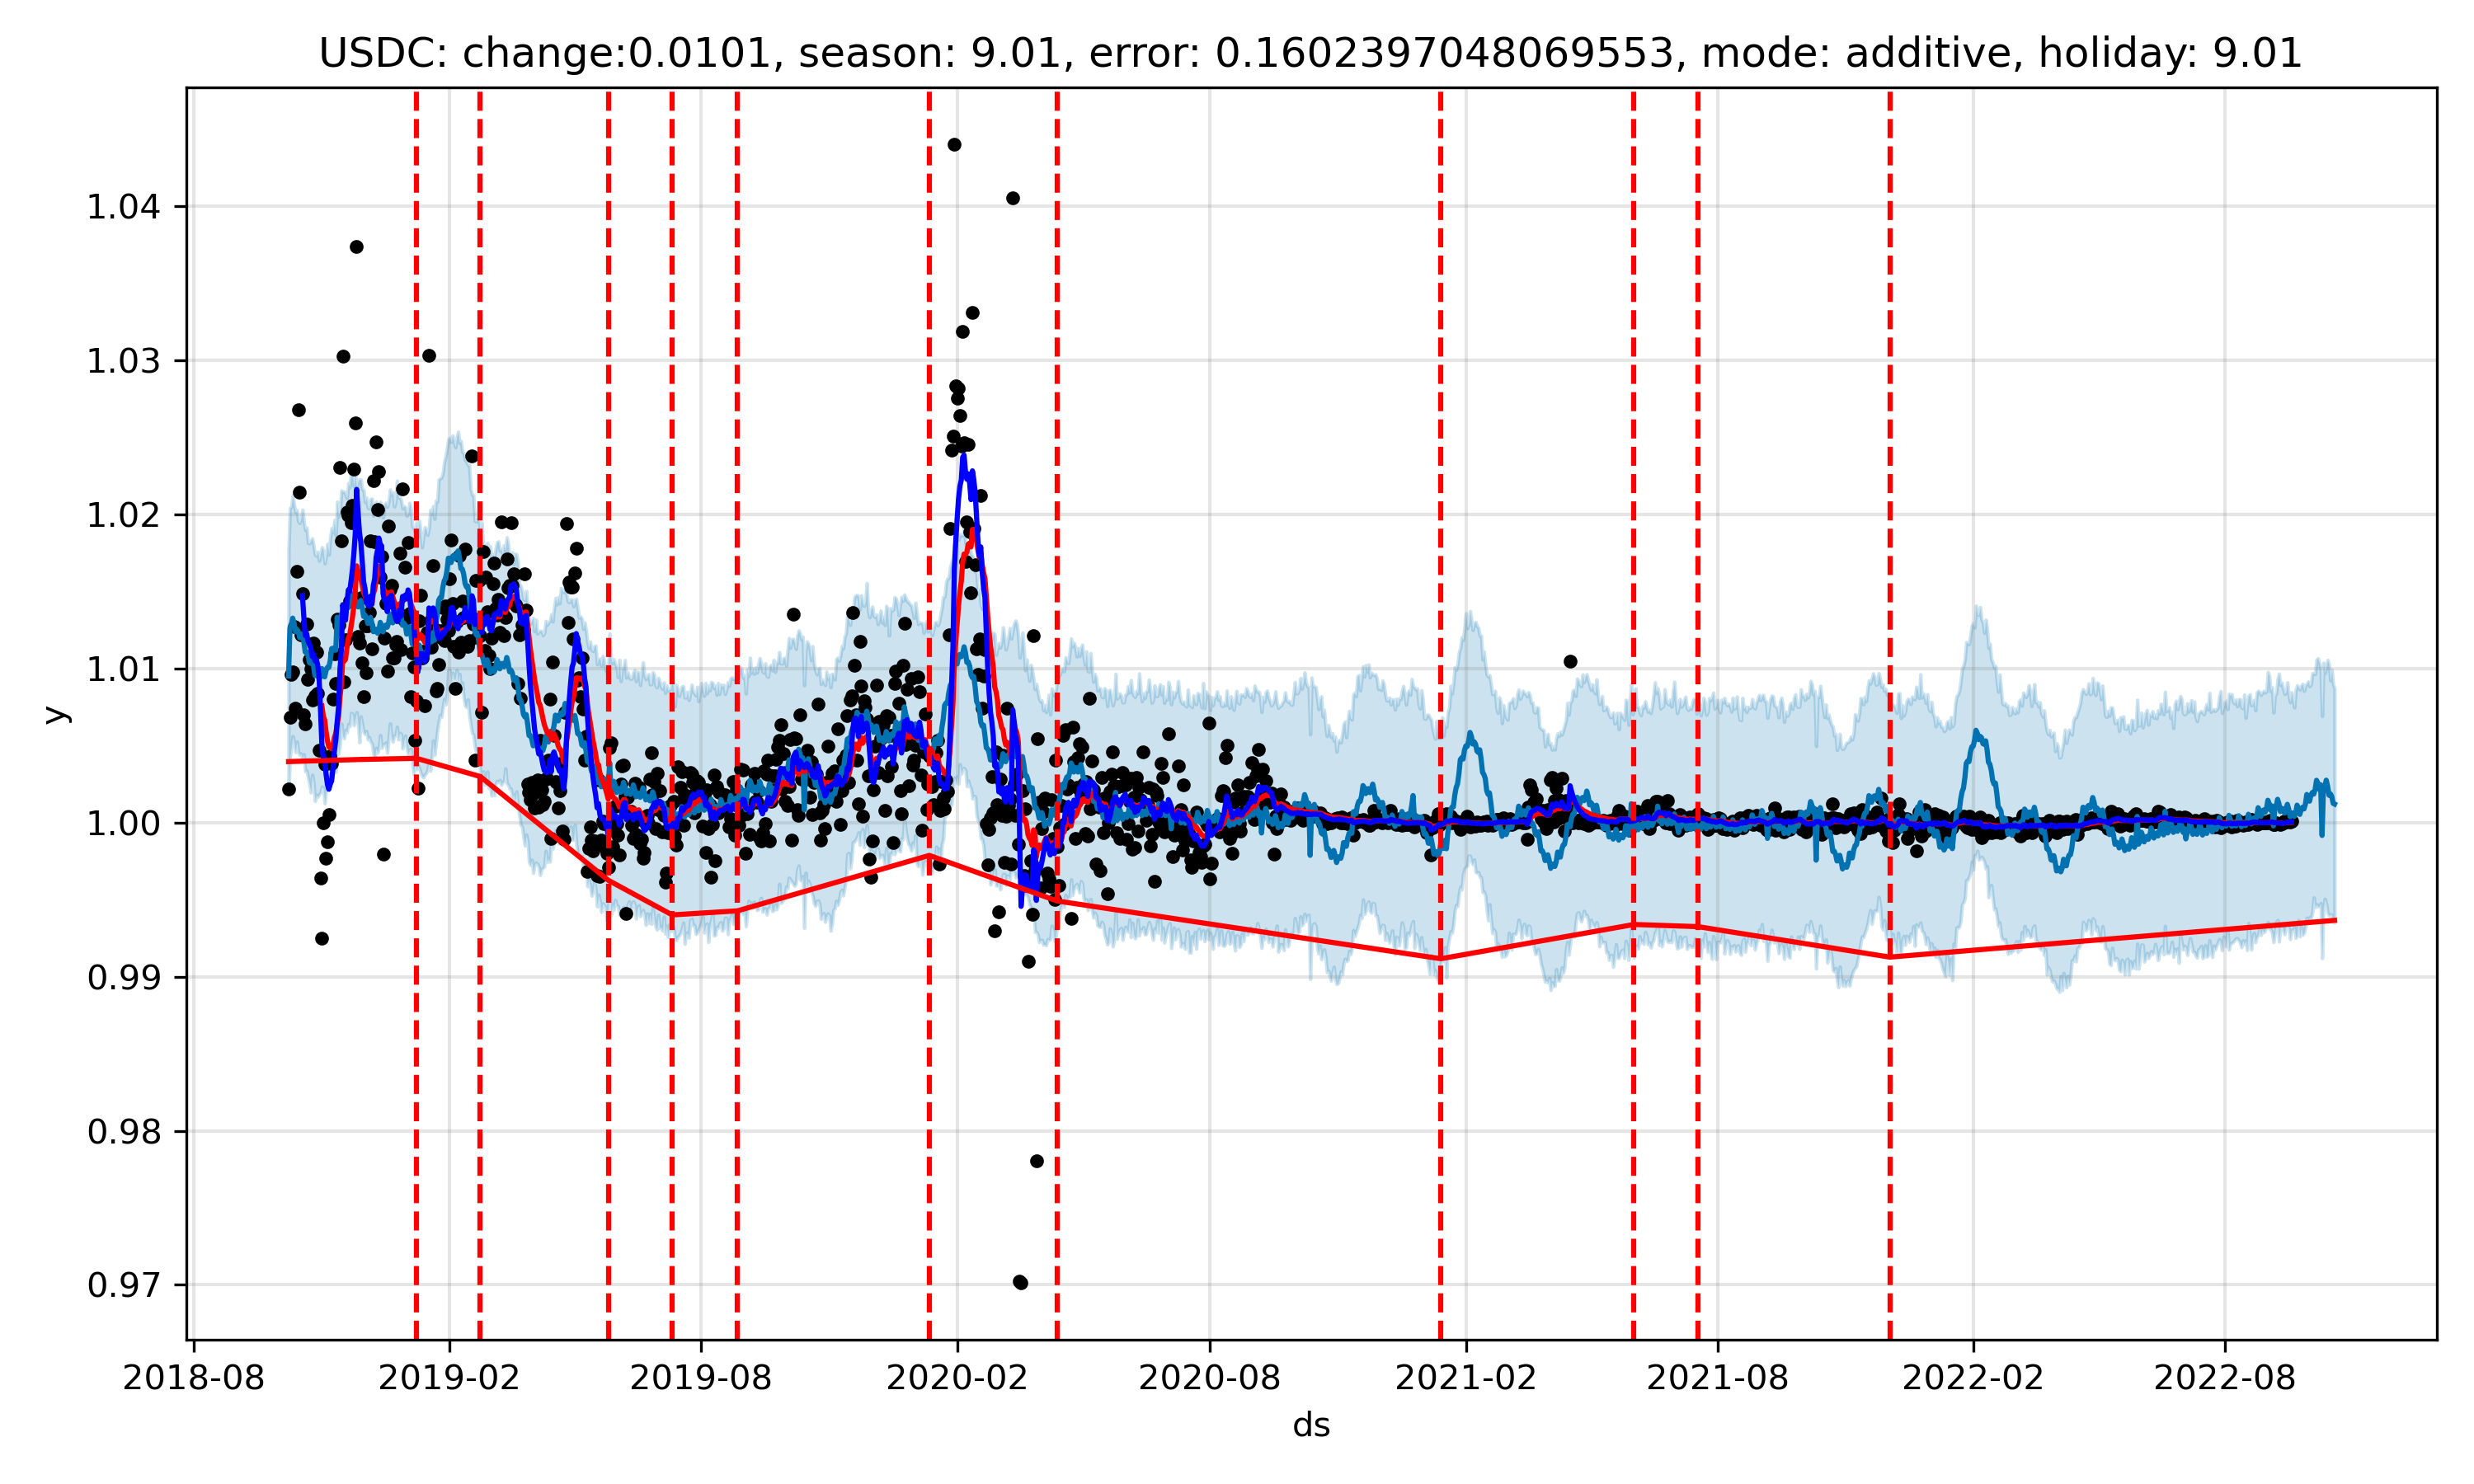 USDC: change:0.0101, season: 9.01, error: 0.1602397048069553, mode: additive, holiday: 9.01
1.04
1.03
1.02
1.01
1.00
0.99
0.98
0.97
y
2018-08 2019-02 2019-08 2020-02 2020-08 2021-02 2021-08 2022-02 2022-08
ds